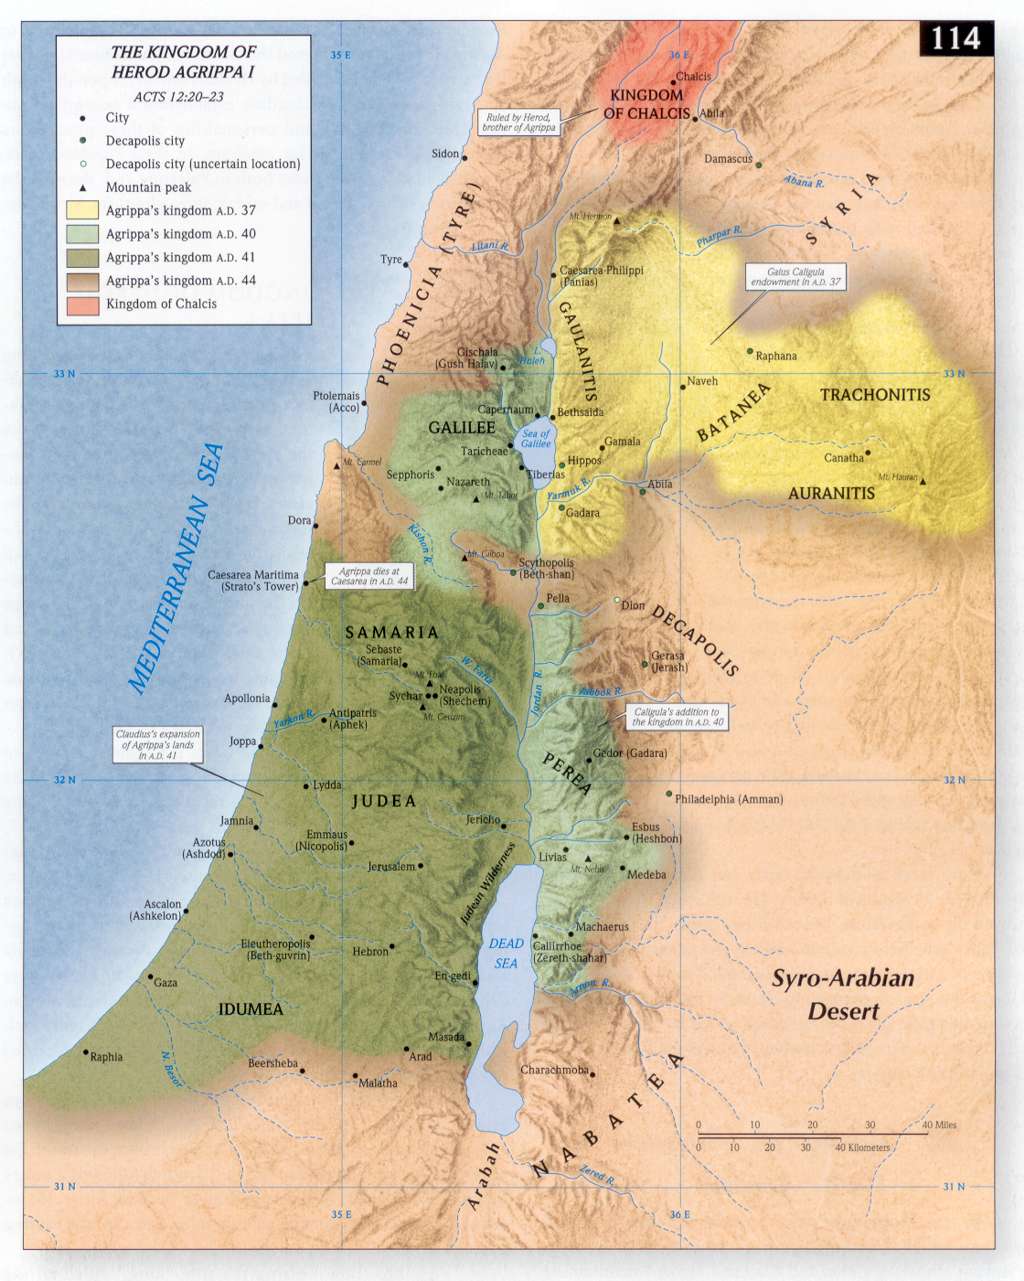 114
THE KINGDOM OF
HEROD AGRIPPA I
ACTS 12:20–23
City
Decapolis city
Decapolis city (uncertain location)
Mountain peak
Agrippa's kingdom A.D. 37
Agrippa's kingdom A.D. 40
Agrippa's kingdom A.D. 41
Agrippa's kingdom A.D. 44
Kingdom of Chalcis
35 E
36 E
Chalcis
KINGDOM
OF CHALCIS
Abila
Ruled by Herod,
brother of Agrippa
Sidon
Damascus
Abana R.
SYRIA
Mt. Hermon
Pharpar R.
Litani R.
PHOENICIA (TYRE)
Tyre
Caesarea Philippi
(Panias)
Gaius Caligula
endowment in A.D. 37
GAULANITIS
L.
Huleh
Gischala
(Gush Halav)
Raphana
33 N
33 N
Naveh
TRACHONITIS
BATANEA
Ptolemais
(Acco)
Capernaum
Bethsaida
GALILEE
Sea of
Galilee
Taricheae
Gamala
Canatha
Mt. Carmel
Sepphoris
Tiberias
Hippos
Nazareth
Mt. Hauran
Mt. Tabor
Yarmuk R.
Abila
AURANITIS
Gadara
Dora
Kishon R.
Mt. Gilboa
MEDITERRANEAN SEA
Scythopolis
(Beth-shan)
Caesarea Maritima
(Strato's Tower)
Agrippa dies at
Caesarea in A.D. 44
Pella
Dion
DECAPOLIS
SAMARIA
Sebaste
(Samaria)
W. Faria
Gerasa
(Jerash)
Mt. Ebal
Sychar
Neapolis
(Shechem)
Mt. Gerizim
Jordan R.
Jabbok R.
Apollonia
Yarkon R.
Antipatris
(Aphek)
Caligula's addition to
the kingdom in A.D. 40
Claudius's expansion
of Agrippa's lands
in A.D. 41
Joppa
Gedor (Gadara)
PEREA
32 N
32 N
Lydda
JUDEA
Philadelphia (Amman)
Jamnia
Jericho
Emmaus
(Nicopolis)
Esbus
(Heshbon)
Azotus
(Ashdod)
Livias
Jerusalem
Mt. Nebo
Medeba
Judean Wilderness
Ascalon
(Ashkelon)
Machaerus
Eleutheropolis
(Beth-guvrin)
Hebron
DEAD
SEA
Callirrhoe
(Zereth-shahar)
Gaza
En-gedi
Arnon R.
Syro-Arabian
Desert
IDUMEA
Masada
Raphia
N. Besor
Beersheba
Arad
Malatha
Charachmoba
NABATEA
0 10 20 30 40 Miles
0 10 20 30 40 Kilometers
Arabah
Zered R.
31 N
31 N
35 E
36 E